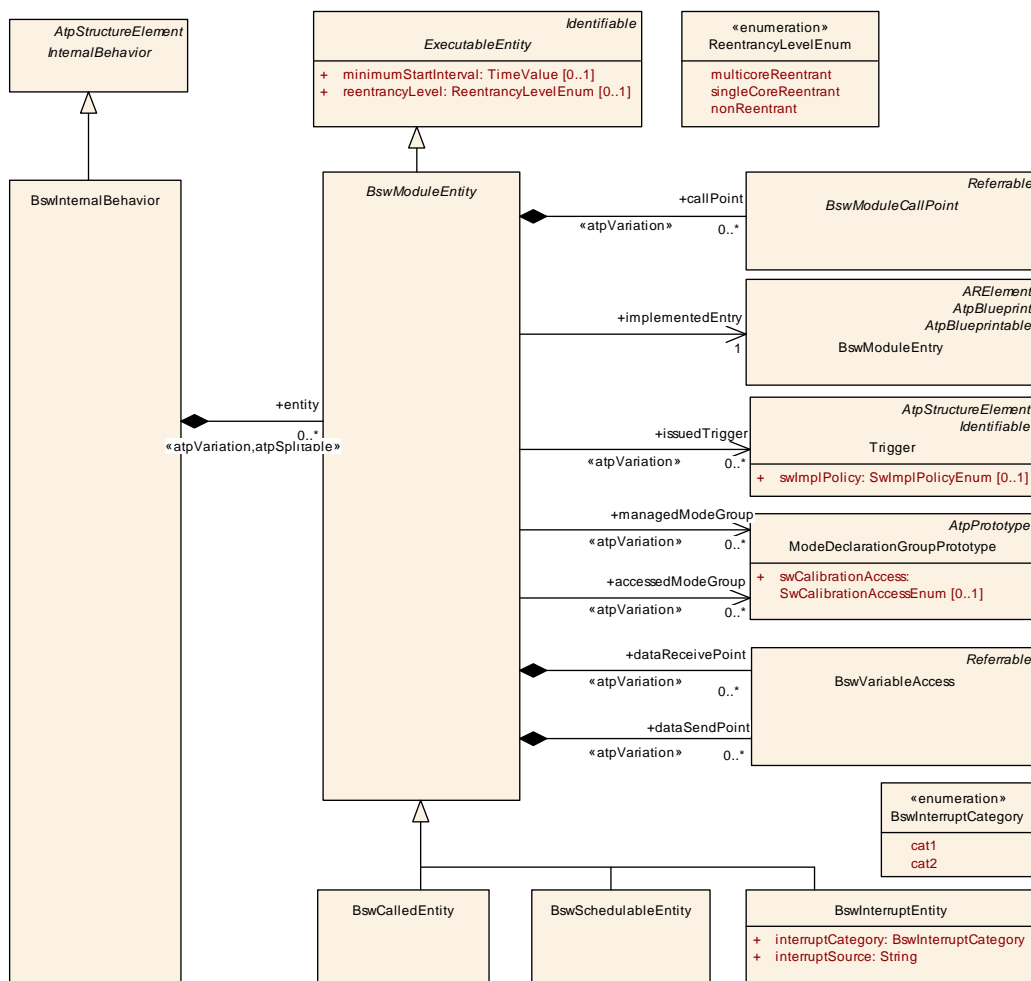 AtpStructureElement
InternalBehavior
Identifiable
ExecutableEntity
+ minimumStartInterval: TimeValue [0..1]
+ reentrancyLevel: ReentrancyLevelEnum [0..1]
«enumeration»
ReentrancyLevelEnum
multicoreReentrant
singleCoreReentrant
nonReentrant
BswInternalBehavior
BswModuleEntity
+callPoint
«atpVariation»
0..*
Referrable
BswModuleCallPoint
+implementedEntry
1
ARElement
AtpBlueprint
AtpBlueprintable
BswModuleEntry
+entity
0..*
«atpVariation,atpSplitable»
+issuedTrigger
«atpVariation»
0..*
AtpStructureElement
Identifiable
Trigger
+ swImplPolicy: SwImplPolicyEnum [0..1]
+managedModeGroup
«atpVariation»
0..*
+accessedModeGroup
«atpVariation»
0..*
AtpPrototype
ModeDeclarationGroupPrototype
+ swCalibrationAccess:
SwCalibrationAccessEnum [0..1]
+dataReceivePoint
«atpVariation»
0..*
+dataSendPoint
«atpVariation»
0..*
Referrable
BswVariableAccess
«enumeration»
BswInterruptCategory
cat1
cat2
BswCalledEntity
BswSchedulableEntity
BswInterruptEntity
+ interruptCategory: BswInterruptCategory
+ interruptSource: String